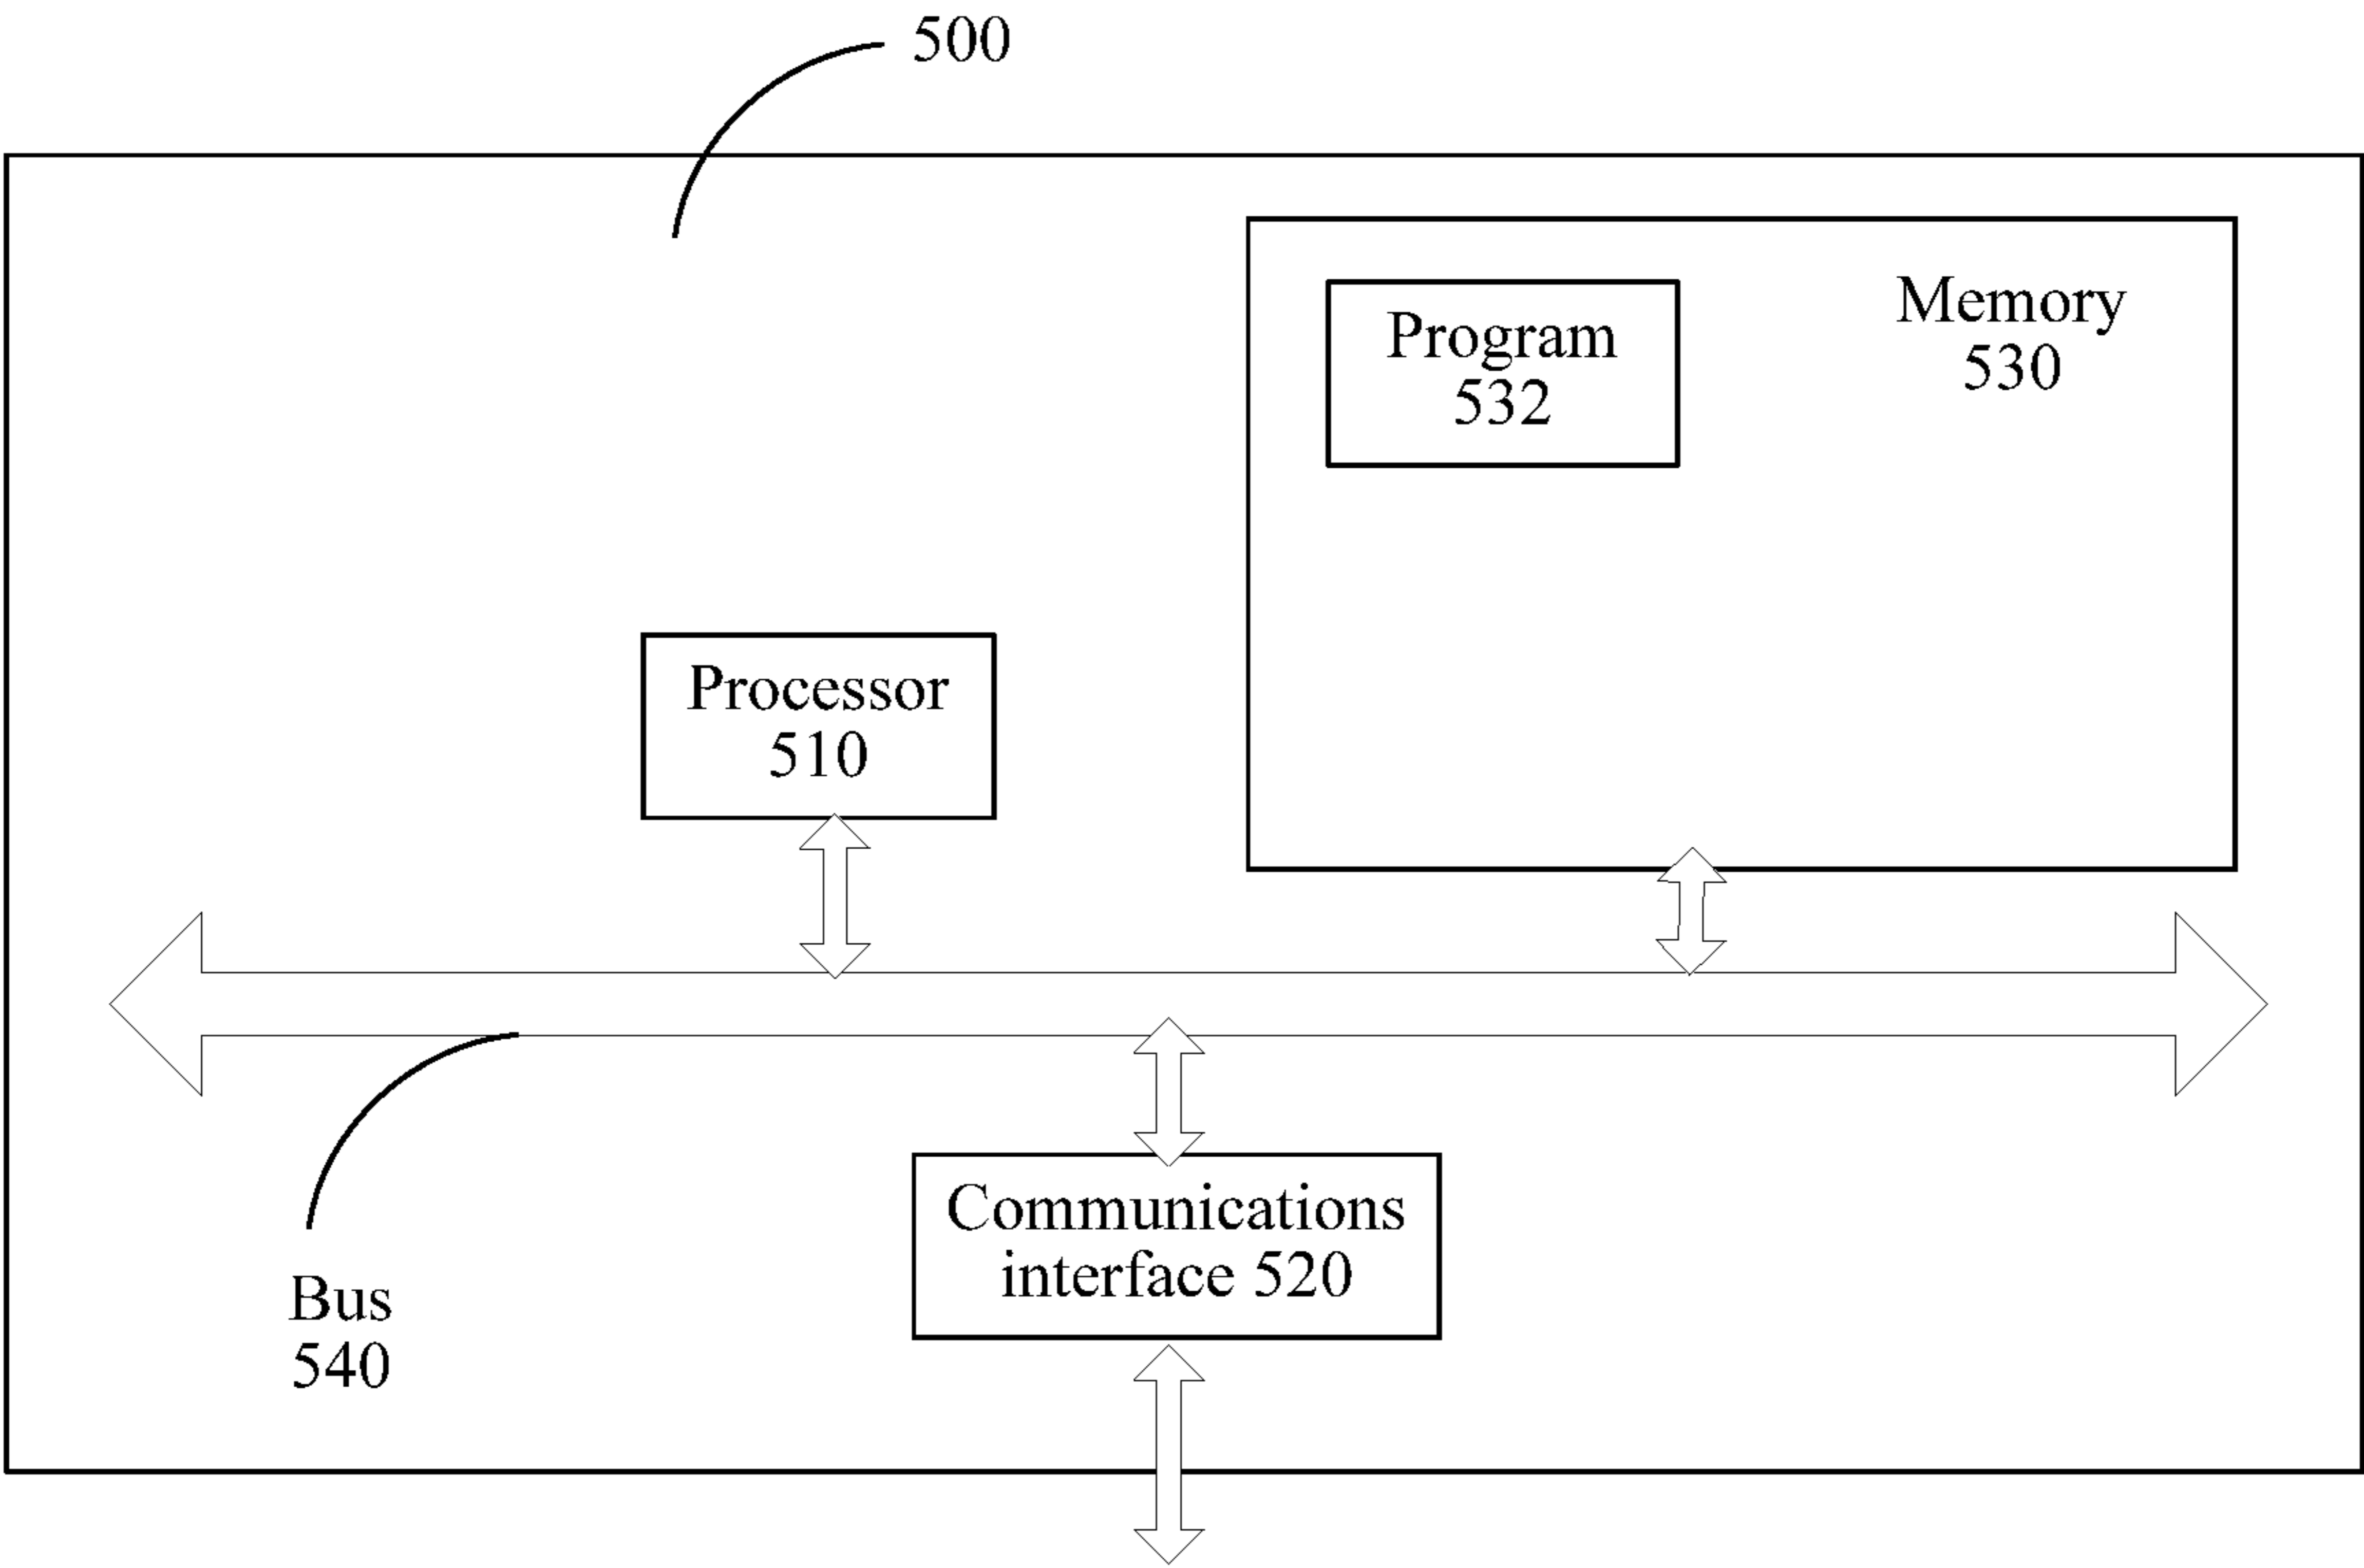 500
Program
532
Memory
530
Processor
510
Communications
interface 520
Bus
540